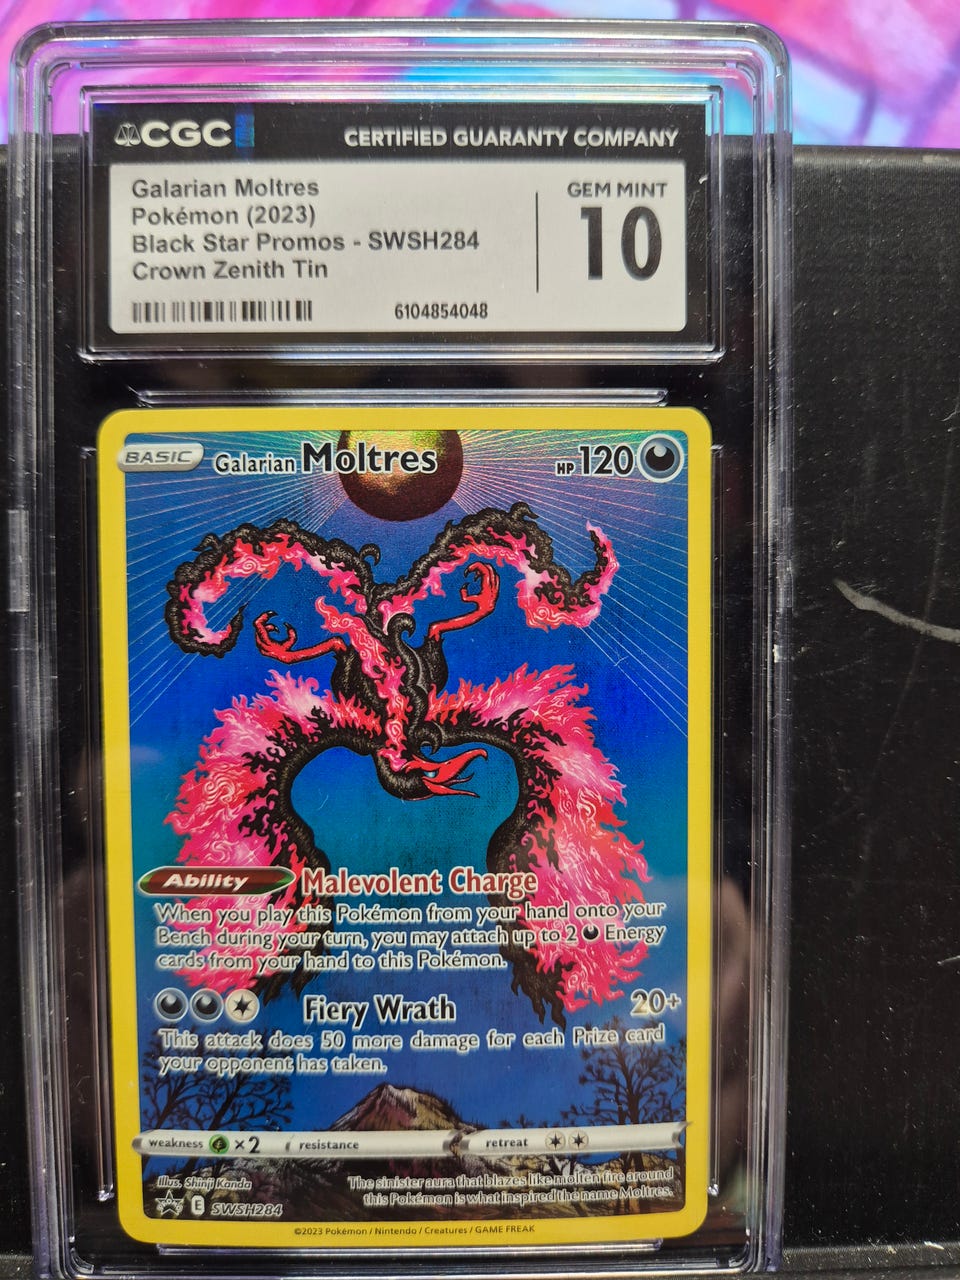 CGC
CERTIFIED GUARANTY COMPANY
Galarian Moltres
Pokémon (2023)
Black Star Promos - SWSH284
Crown Zenith Tin
GEM MINT
10
6104854048
BASIC
Galarian Moltres
HP 120
Ability Malevolent Charge
When you play this Pokémon from your hand onto your
Bench during your turn, you may attach up to 2 Energy
cards from your hand to this Pokémon.
Fiery Wrath 20+
This attack does 50 more damage for each Prize card
your opponent has taken.
weakness ×2 resistance retreat
Illus. Shinji Kanda
The sinister aura that blazes like molten fire around
this Pokémon is what inspired the name Moltres.
E SWSH284
©2023 Pokémon / Nintendo / Creatures / GAME FREAK